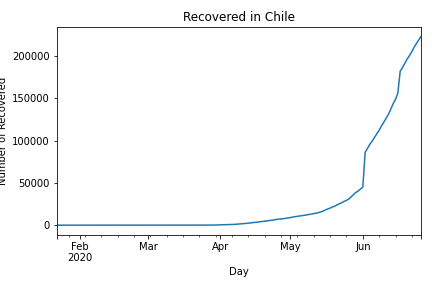 Recovered in Chile
Number of Recovered
200000
150000
100000
50000
0
Feb Mar Apr May Jun
2020
Day